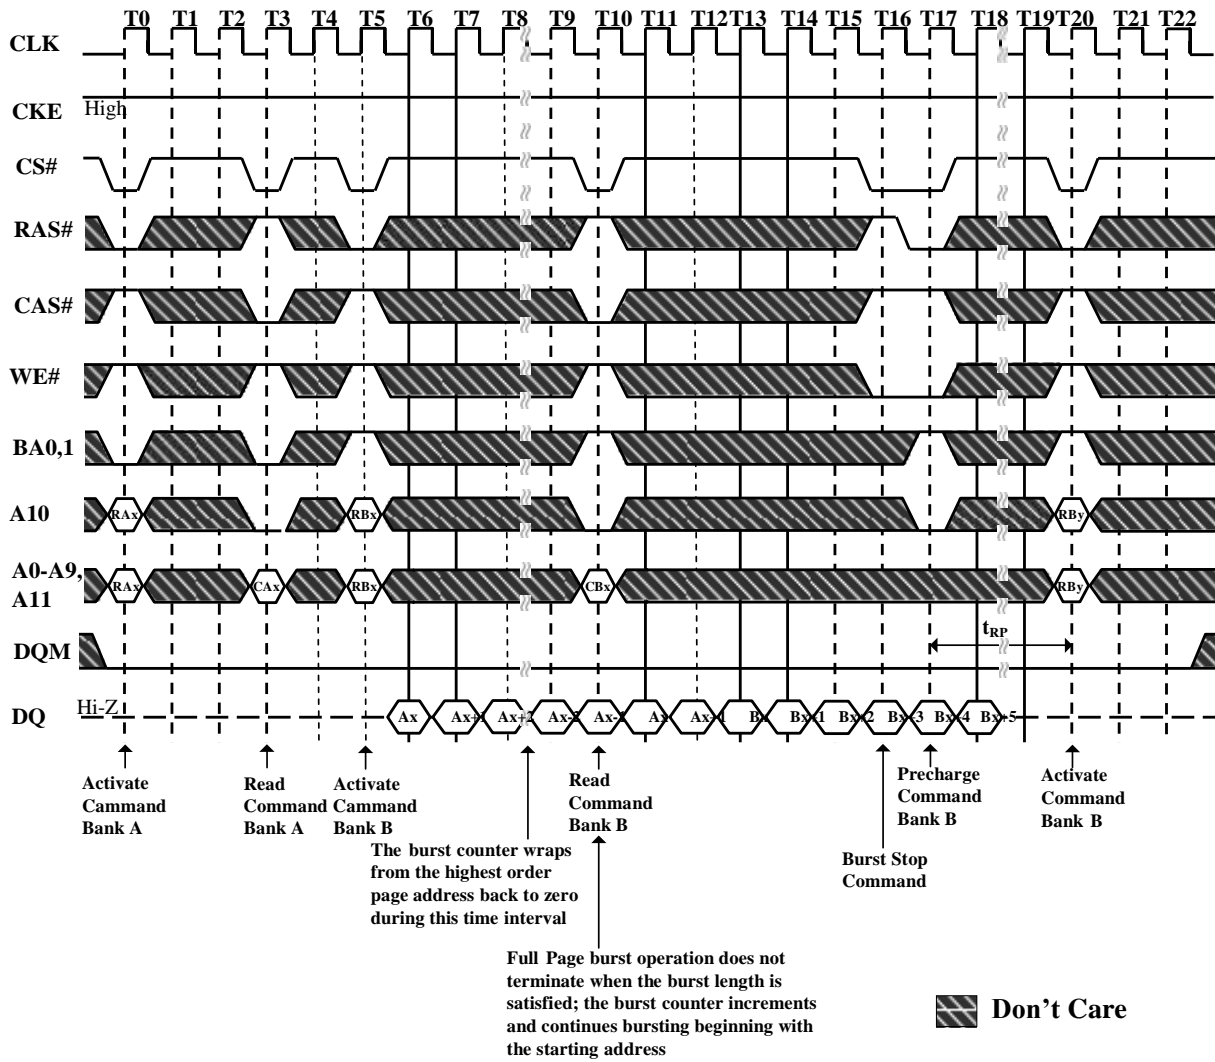 T0 T1 T2 T3 T4 T5 T6 T7 T8 T9 T10 T11 T12 T13 T14 T15 T16 T17 T18 T19 T20 T21 T22
CLK
CKE High
CS#
RAS#
CAS#
WE#
BA0,1
A10 RAx RBx RBy
A0-A9,
A11 RAx CAx RBx CBx RBy
tRP
DQM
DQ Hi-Z Ax Ax+1 Ax+2 Ax-2 Ax-1 Ax Ax+1 Bx Bx+1 Bx+2 Bx+3 Bx+4 Bx+5
Activate
Cammand
Bank A
Read
Command
Bank A
Activate
Cammand
Bank B
Read
Command
Bank B
Precharge
Command
Bank B
Activate
Command
Bank B
The burst counter wraps
from the highest order
page address back to zero
during this time interval
Burst Stop
Command
Full Page burst operation does not
terminate when the burst length is
satisfied; the burst counter increments
and continues bursting beginning with
the starting address
Don't Care